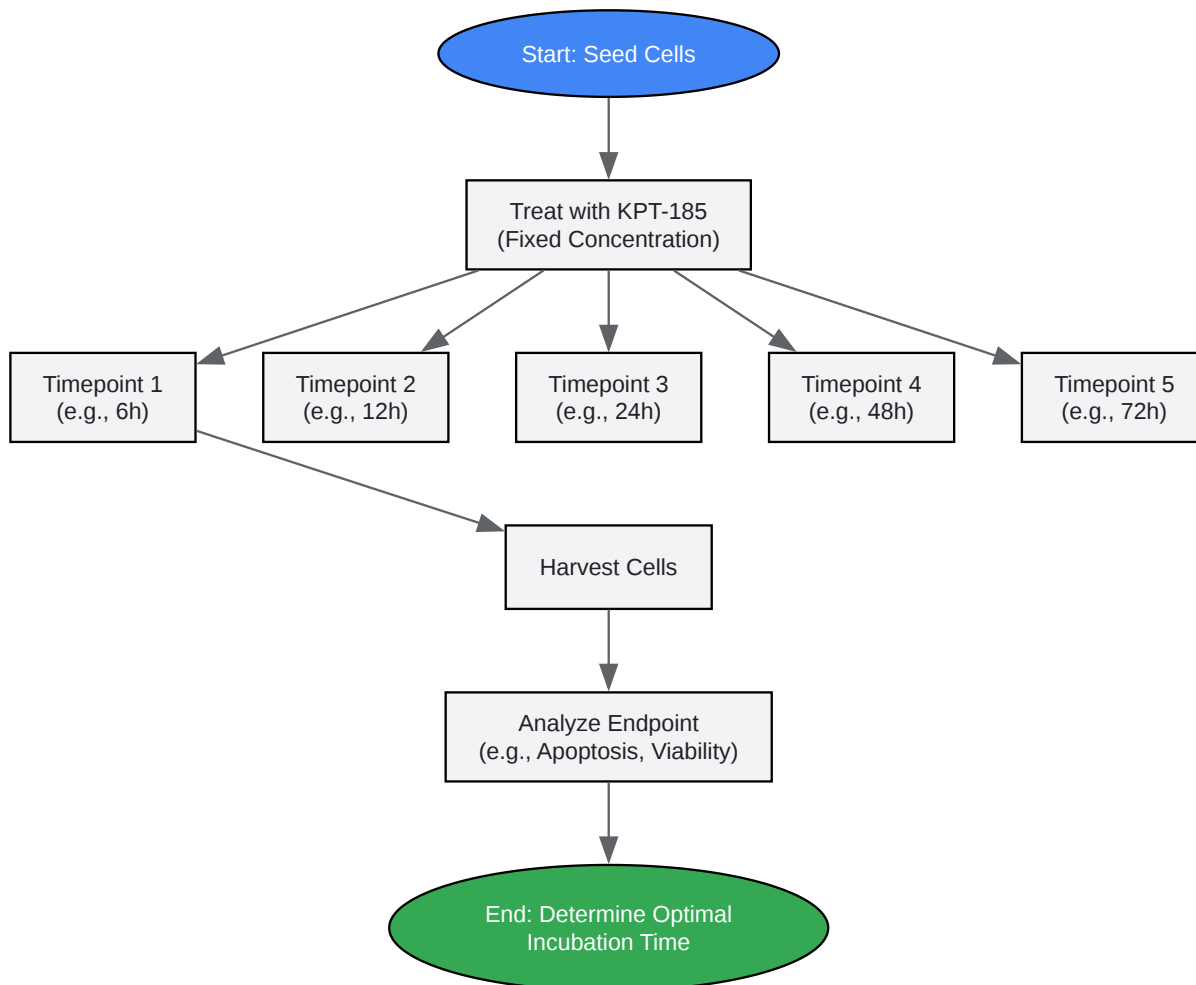 Start: Seed Cells
Treat with KPT-185
(Fixed Concentration)
Timepoint 1
(e.g., 6h)
Timepoint 2
(e.g., 12h)
Timepoint 3
(e.g., 24h)
Timepoint 4
(e.g., 48h)
Timepoint 5
(e.g., 72h)
Harvest Cells
Analyze Endpoint
(e.g., Apoptosis, Viability)
End: Determine Optimal
Incubation Time